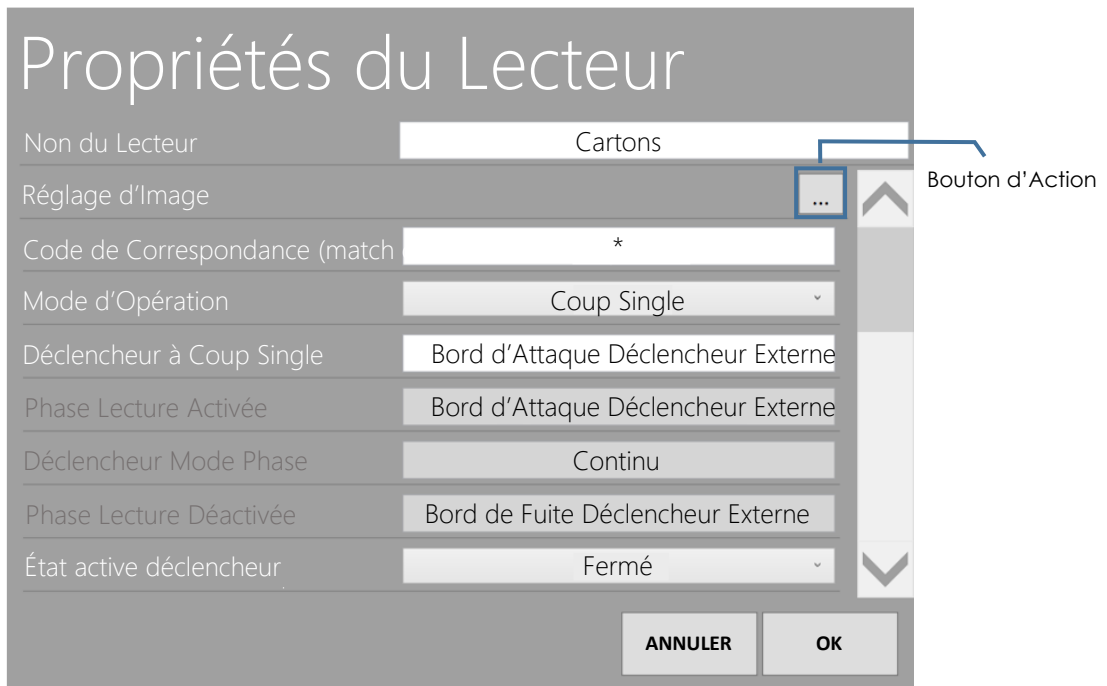 Propriétés du Lecteur
Non du Lecteur Cartons
Réglage d'Image ...
Bouton d'Action
Code de Correspondance (match *
Mode d'Opération Coup Single
Déclencheur à Coup Single Bord d'Attaque Déclencheur Externe
Phase Lecture Activée Bord d'Attaque Déclencheur Externe
Déclencheur Mode Phase Continu
Phase Lecture Déactivée Bord de Fuite Déclencheur Externe
État active déclencheur Fermé
ANNULER OK